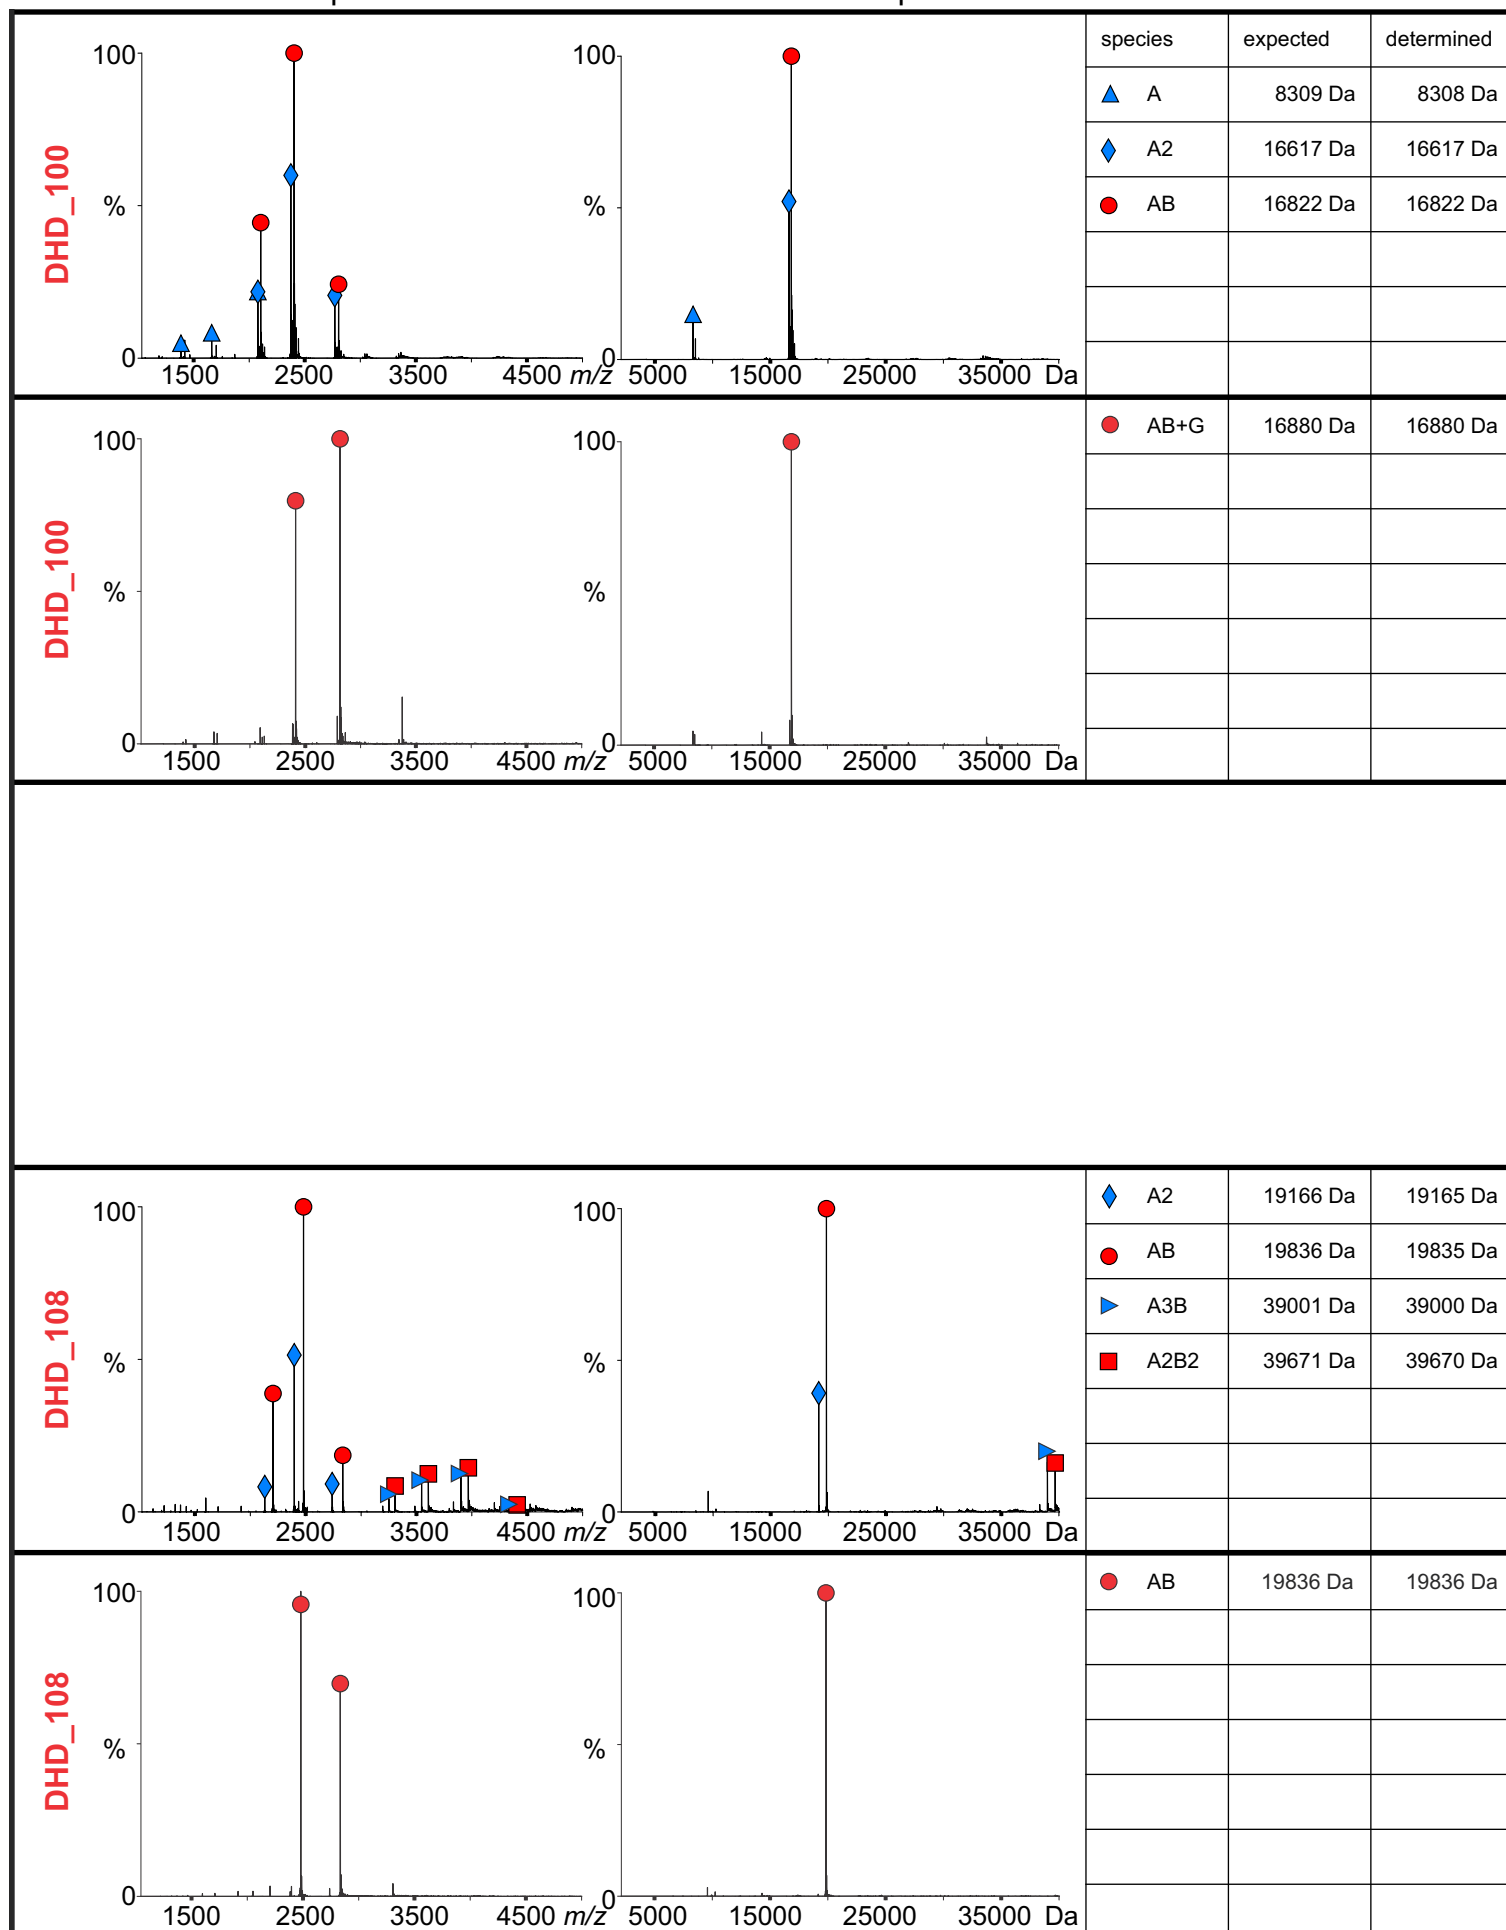 species expected determined
100 100
% %
0 0
1500 2500 3500 4500 m/z 5000 15000 25000 35000 Da
DHD_100
A 8309 Da 8308 Da
A2 16617 Da 16617 Da
AB 16822 Da 16822 Da
100 100
% %
0 0
1500 2500 3500 4500 m/z 5000 15000 25000 35000 Da
DHD_100
AB+G 16880 Da 16880 Da
100 100
% %
0 0
1500 2500 3500 4500 m/z 5000 15000 25000 35000 Da
DHD_108
A2 19166 Da 19165 Da
AB 19836 Da 19835 Da
A3B 39001 Da 39000 Da
A2B2 39671 Da 39670 Da
100 100
% %
0 0
1500 2500 3500 4500 m/z 5000 15000 25000 35000 Da
DHD_108
AB 19836 Da 19836 Da